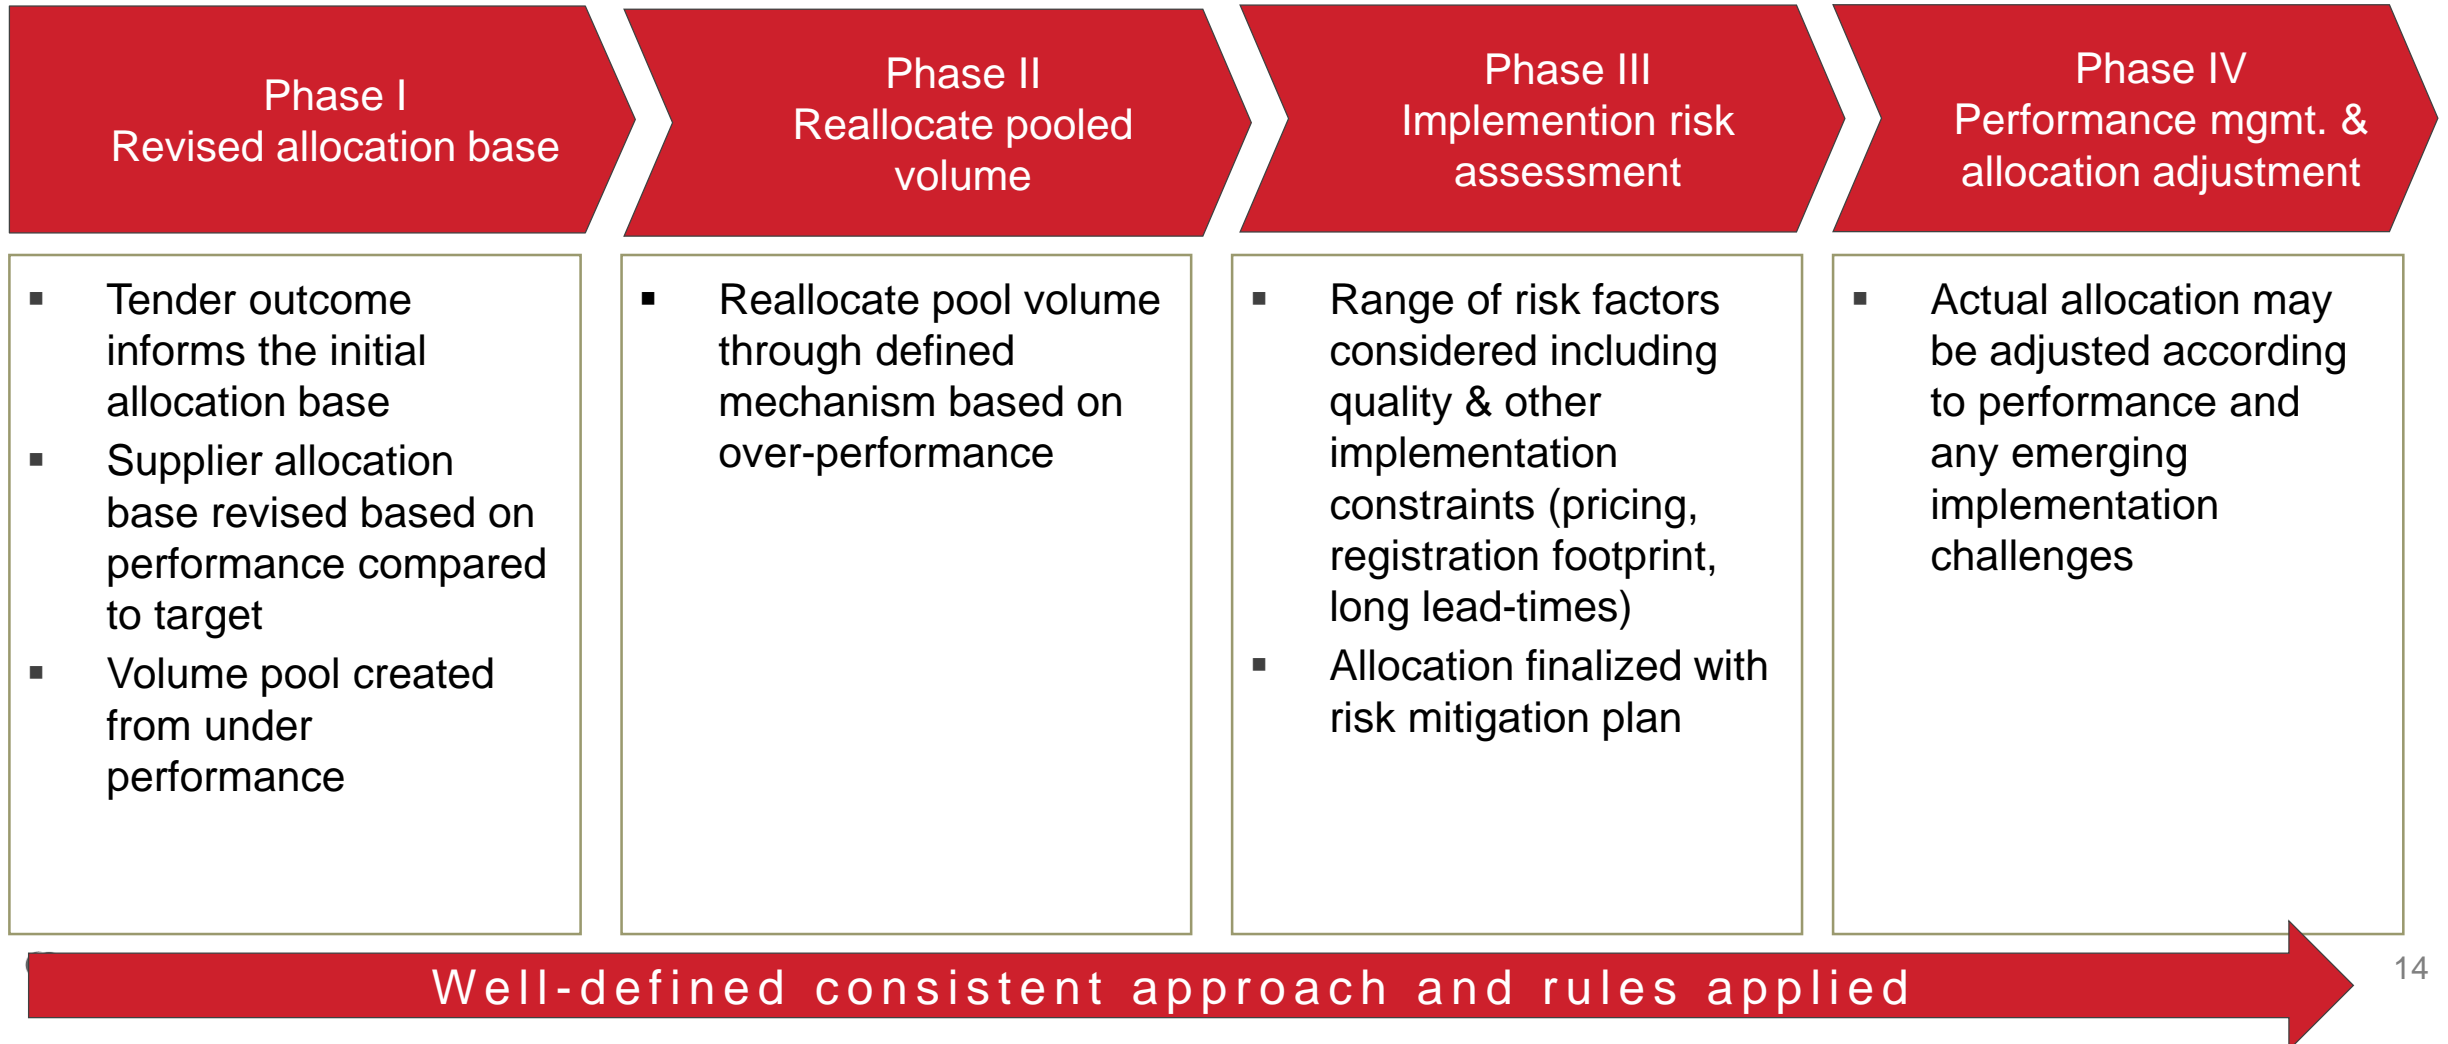 Phase I
Revised allocation base
Phase II
Reallocate pooled
volume
Phase III
Implemention risk
assessment
Phase IV
Performance mgmt. &
allocation adjustment
▪ Tender outcome
informs the initial
allocation base
▪ Supplier allocation
base revised based on
performance compared
to target
▪ Volume pool created
from under
performance
▪ Reallocate pool volume
through defined
mechanism based on
over-performance
▪ Range of risk factors
considered including
quality & other
implementation
constraints (pricing,
registration footprint,
long lead-times)
▪ Allocation finalized with
risk mitigation plan
▪ Actual allocation may
be adjusted according
to performance and
any emerging
implementation
challenges
Well-defined consistent approach and rules applied
14